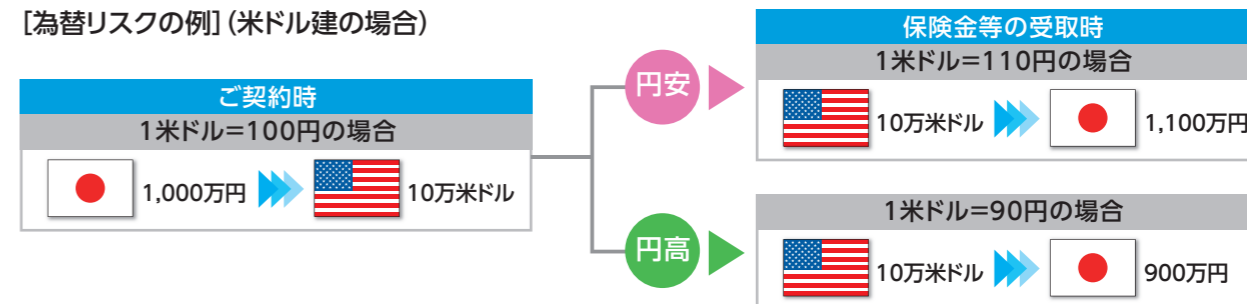 [為替リスクの例](米ドル建の場合)
ご契約時
1米ドル=100円の場合
1,000万円 10万米ドル
円安
保険金等の受取時
1米ドル=110円の場合
10万米ドル 1,100万円
円高
1米ドル=90円の場合
10万米ドル 900万円